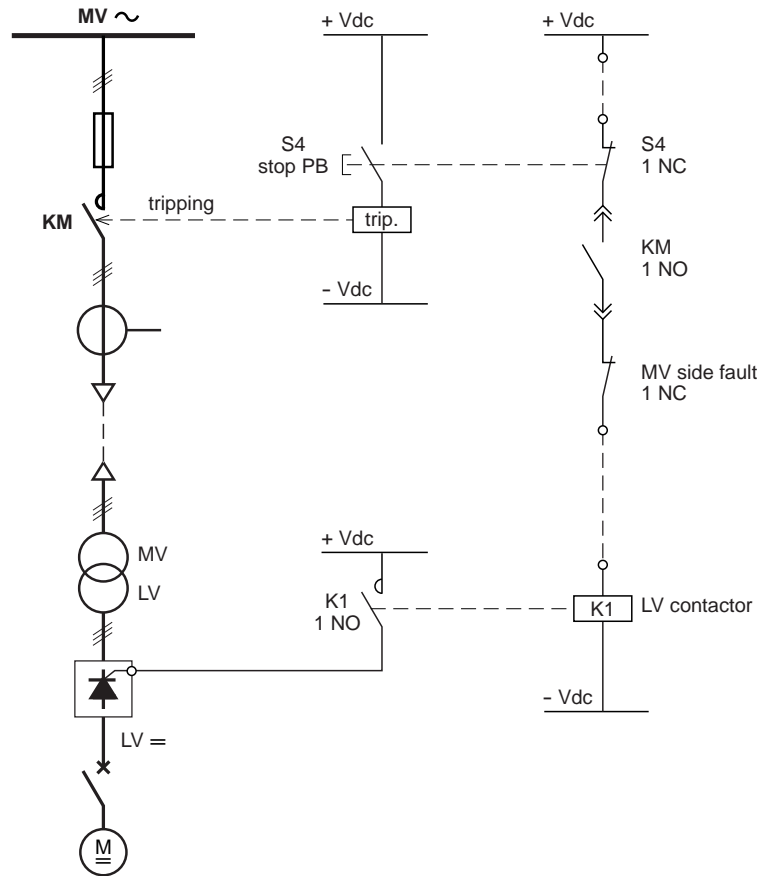 MV ∼
+ Vdc
+ Vdc
S4
stop PB
S4
1 NC
KM
tripping
trip.
KM
1 NO
– Vdc
MV side fault
1 NC
MV
LV
+ Vdc
K1
1 NO
K1
LV contactor
– Vdc
LV =
M
=